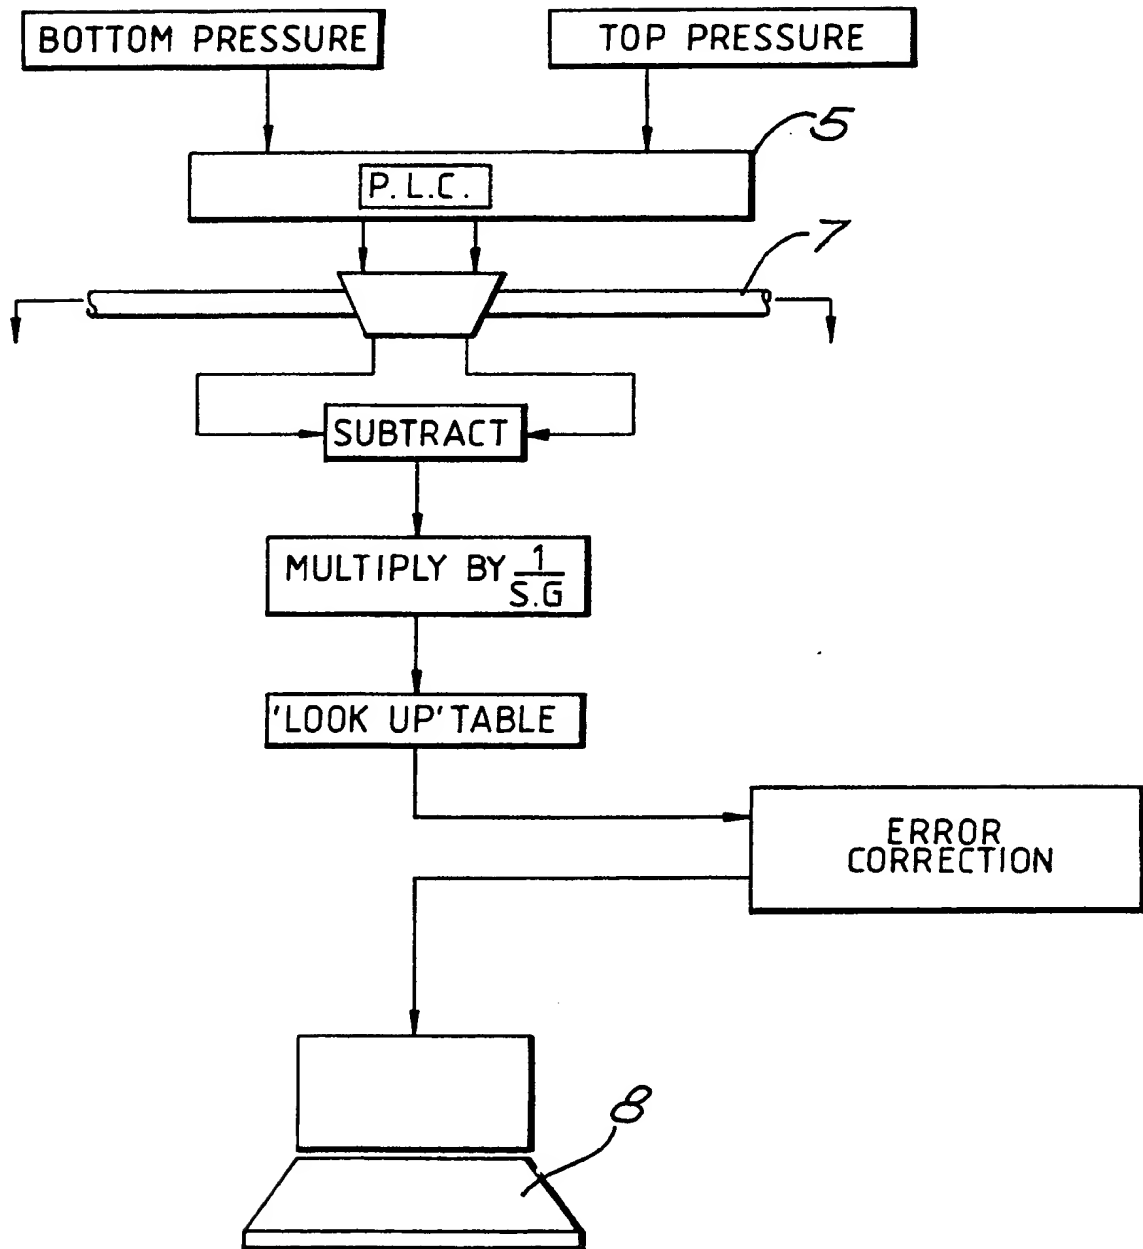 BOTTOM PRESSURE
TOP PRESSURE
5
P.L.C.
7
SUBTRACT
MULTIPLY BY 1/S.G
'LOOK UP' TABLE
ERROR
CORRECTION
8